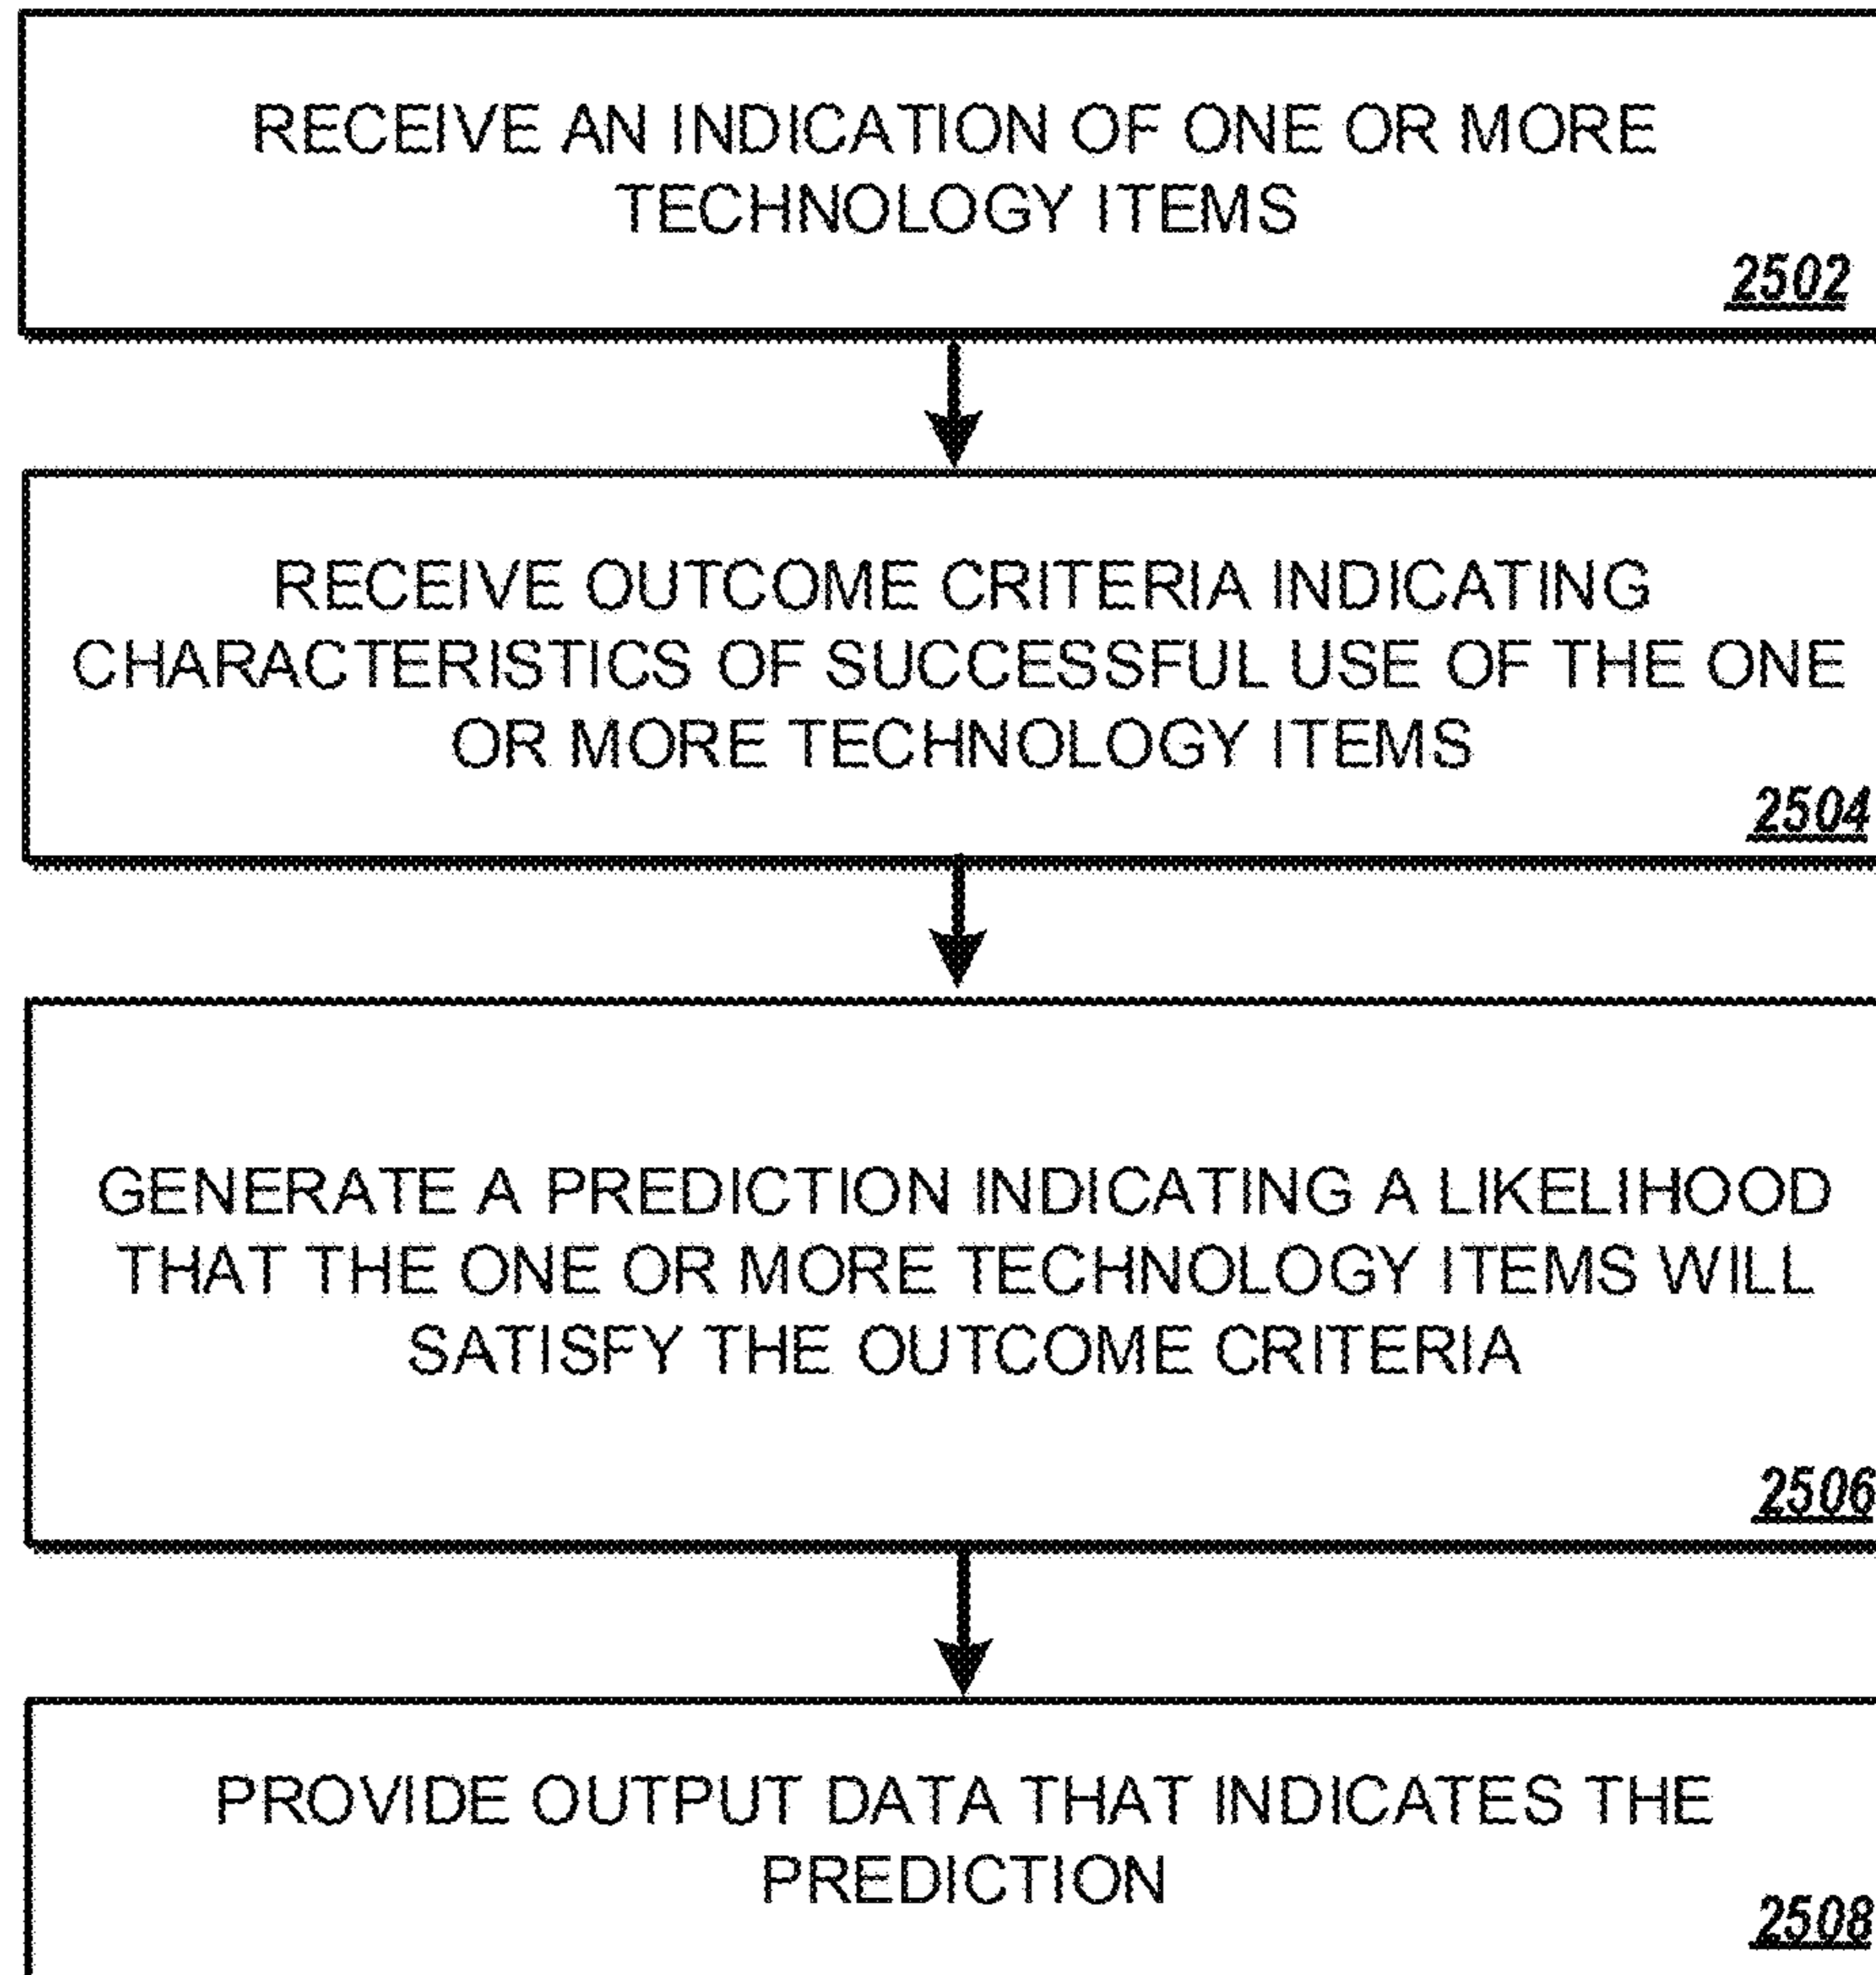 RECEIVE AN INDICATION OF ONE OR MORE
TECHNOLOGY ITEMS
2502
RECEIVE OUTCOME CRITERIA INDICATING
CHARACTERISTICS OF SUCCESSFUL USE OF THE ONE
OR MORE TECHNOLOGY ITEMS
2504
GENERATE A PREDICTION INDICATING A LIKELIHOOD
THAT THE ONE OR MORE TECHNOLOGY ITEMS WILL
SATISFY THE OUTCOME CRITERIA
2506
PROVIDE OUTPUT DATA THAT INDICATES THE
PREDICTION
2508